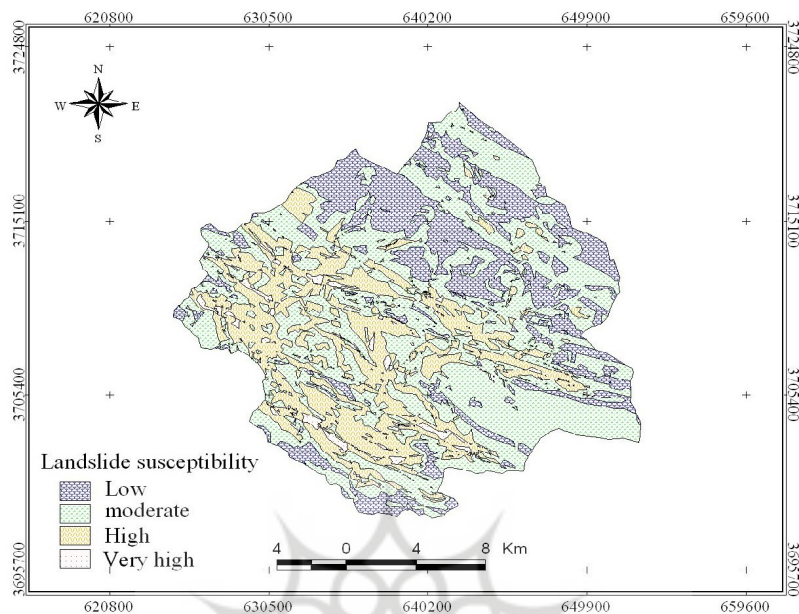 620800 630500 640200 649900 659600
3724800 3724800
N
W E
S
3715100 3715100
3705400 3705400
Landslide susceptibility
Low
moderate
High
Very high
4 0 4 8 Km
3695700 3695700
620800 630500 640200 649900 659600